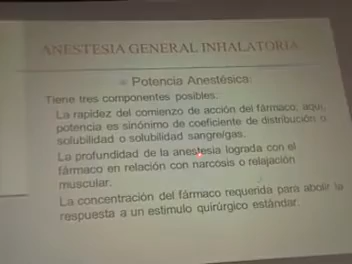 ANESTESIA GENERAL INHALATORIA
Potencia Anestésica:
Tiene tres componentes posibles:
La rapidez del comienzo de acción del fármaco; aquí,
potencia es sinónimo de coeficiente de distribución o
solubilidad o solubilidad sangre/gas.
La profundidad de la anestesia lograda con el
fármaco en relación con narcosis o relajación
muscular.
La concentración del fármaco requerida para abolir la
respuesta a un estimulo quirúrgico estándar.